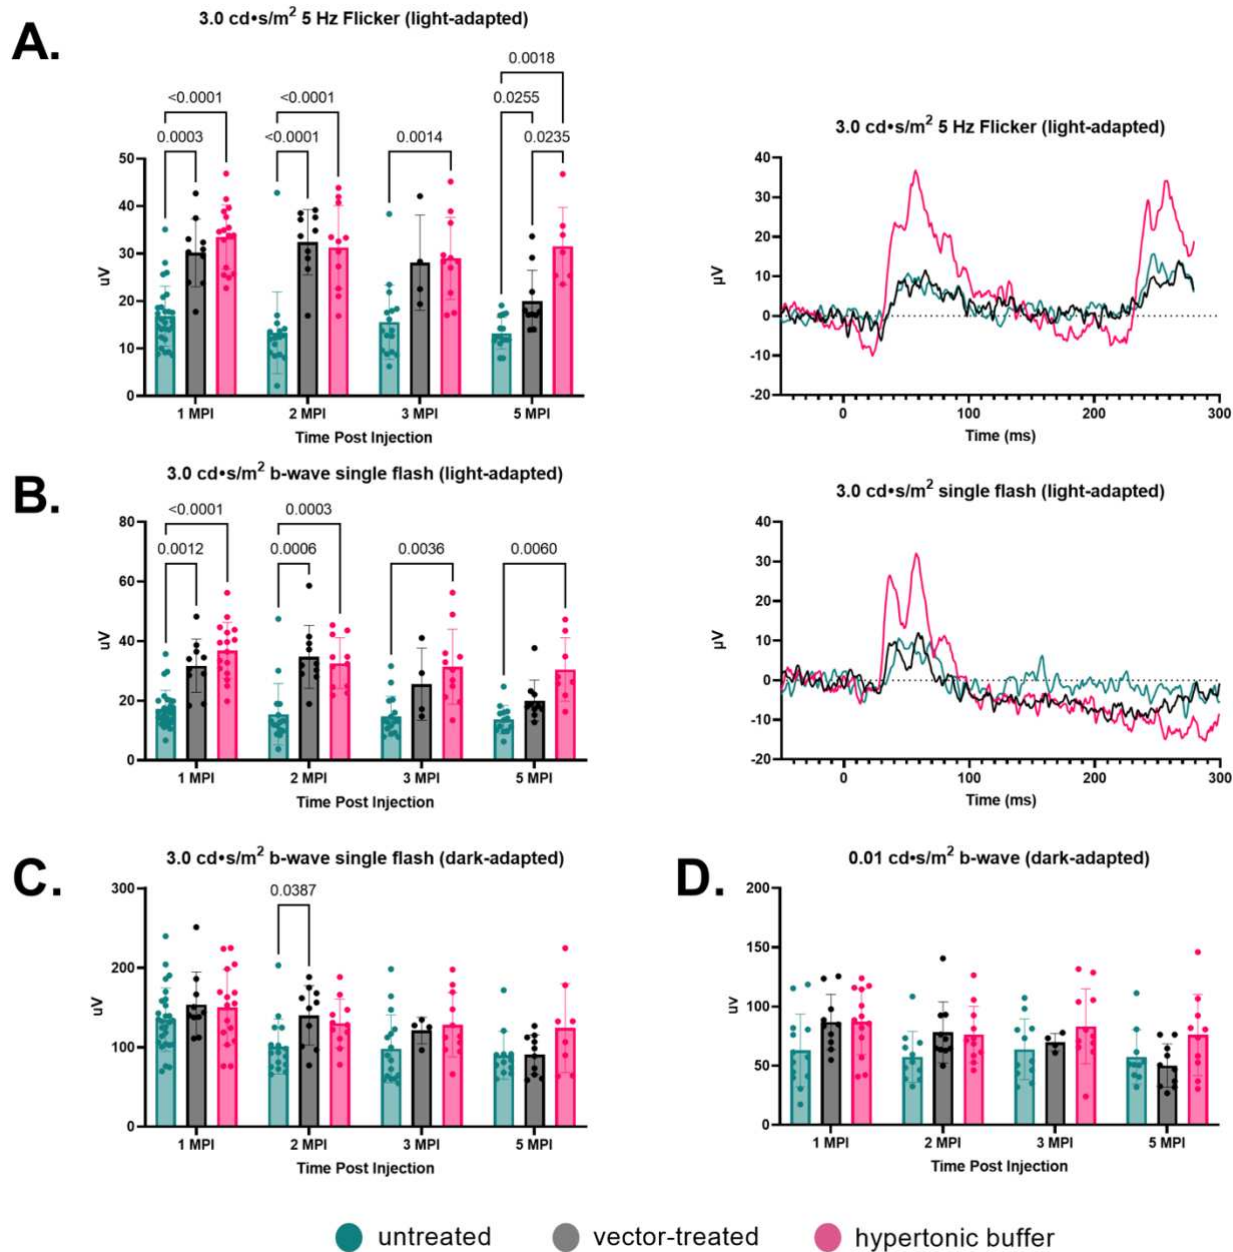 A.
3.0 cd•s/m² 5 Hz Flicker (light-adapted)
0.0018
<0.0001
<0.0001
0.0255
0.0003
<0.0001
0.0014
0.0235
50
40
30
20
10
0
uV
1 MPI
2 MPI
3 MPI
5 MPI
Time Post Injection
3.0 cd•s/m² 5 Hz Flicker (light-adapted)
40
30
20
10
0
-10
-20
µV
0
100
200
300
Time (ms)
B.
3.0 cd•s/m² b-wave single flash (light-adapted)
<0.0001
0.0003
0.0012
0.0006
0.0036
0.0060
80
60
40
20
0
uV
1 MPI
2 MPI
3 MPI
5 MPI
Time Post Injection
3.0 cd•s/m² single flash (light-adapted)
40
30
20
10
0
-10
-20
µV
0
100
200
300
Time (ms)
C.
3.0 cd•s/m² b-wave single flash (dark-adapted)
0.0387
300
200
100
0
uV
1 MPI
2 MPI
3 MPI
5 MPI
Time Post Injection
D.
0.01 cd•s/m² b-wave (dark-adapted)
200
150
100
50
0
uV
1 MPI
2 MPI
3 MPI
5 MPI
Time Post Injection
untreated
vector-treated
hypertonic buffer